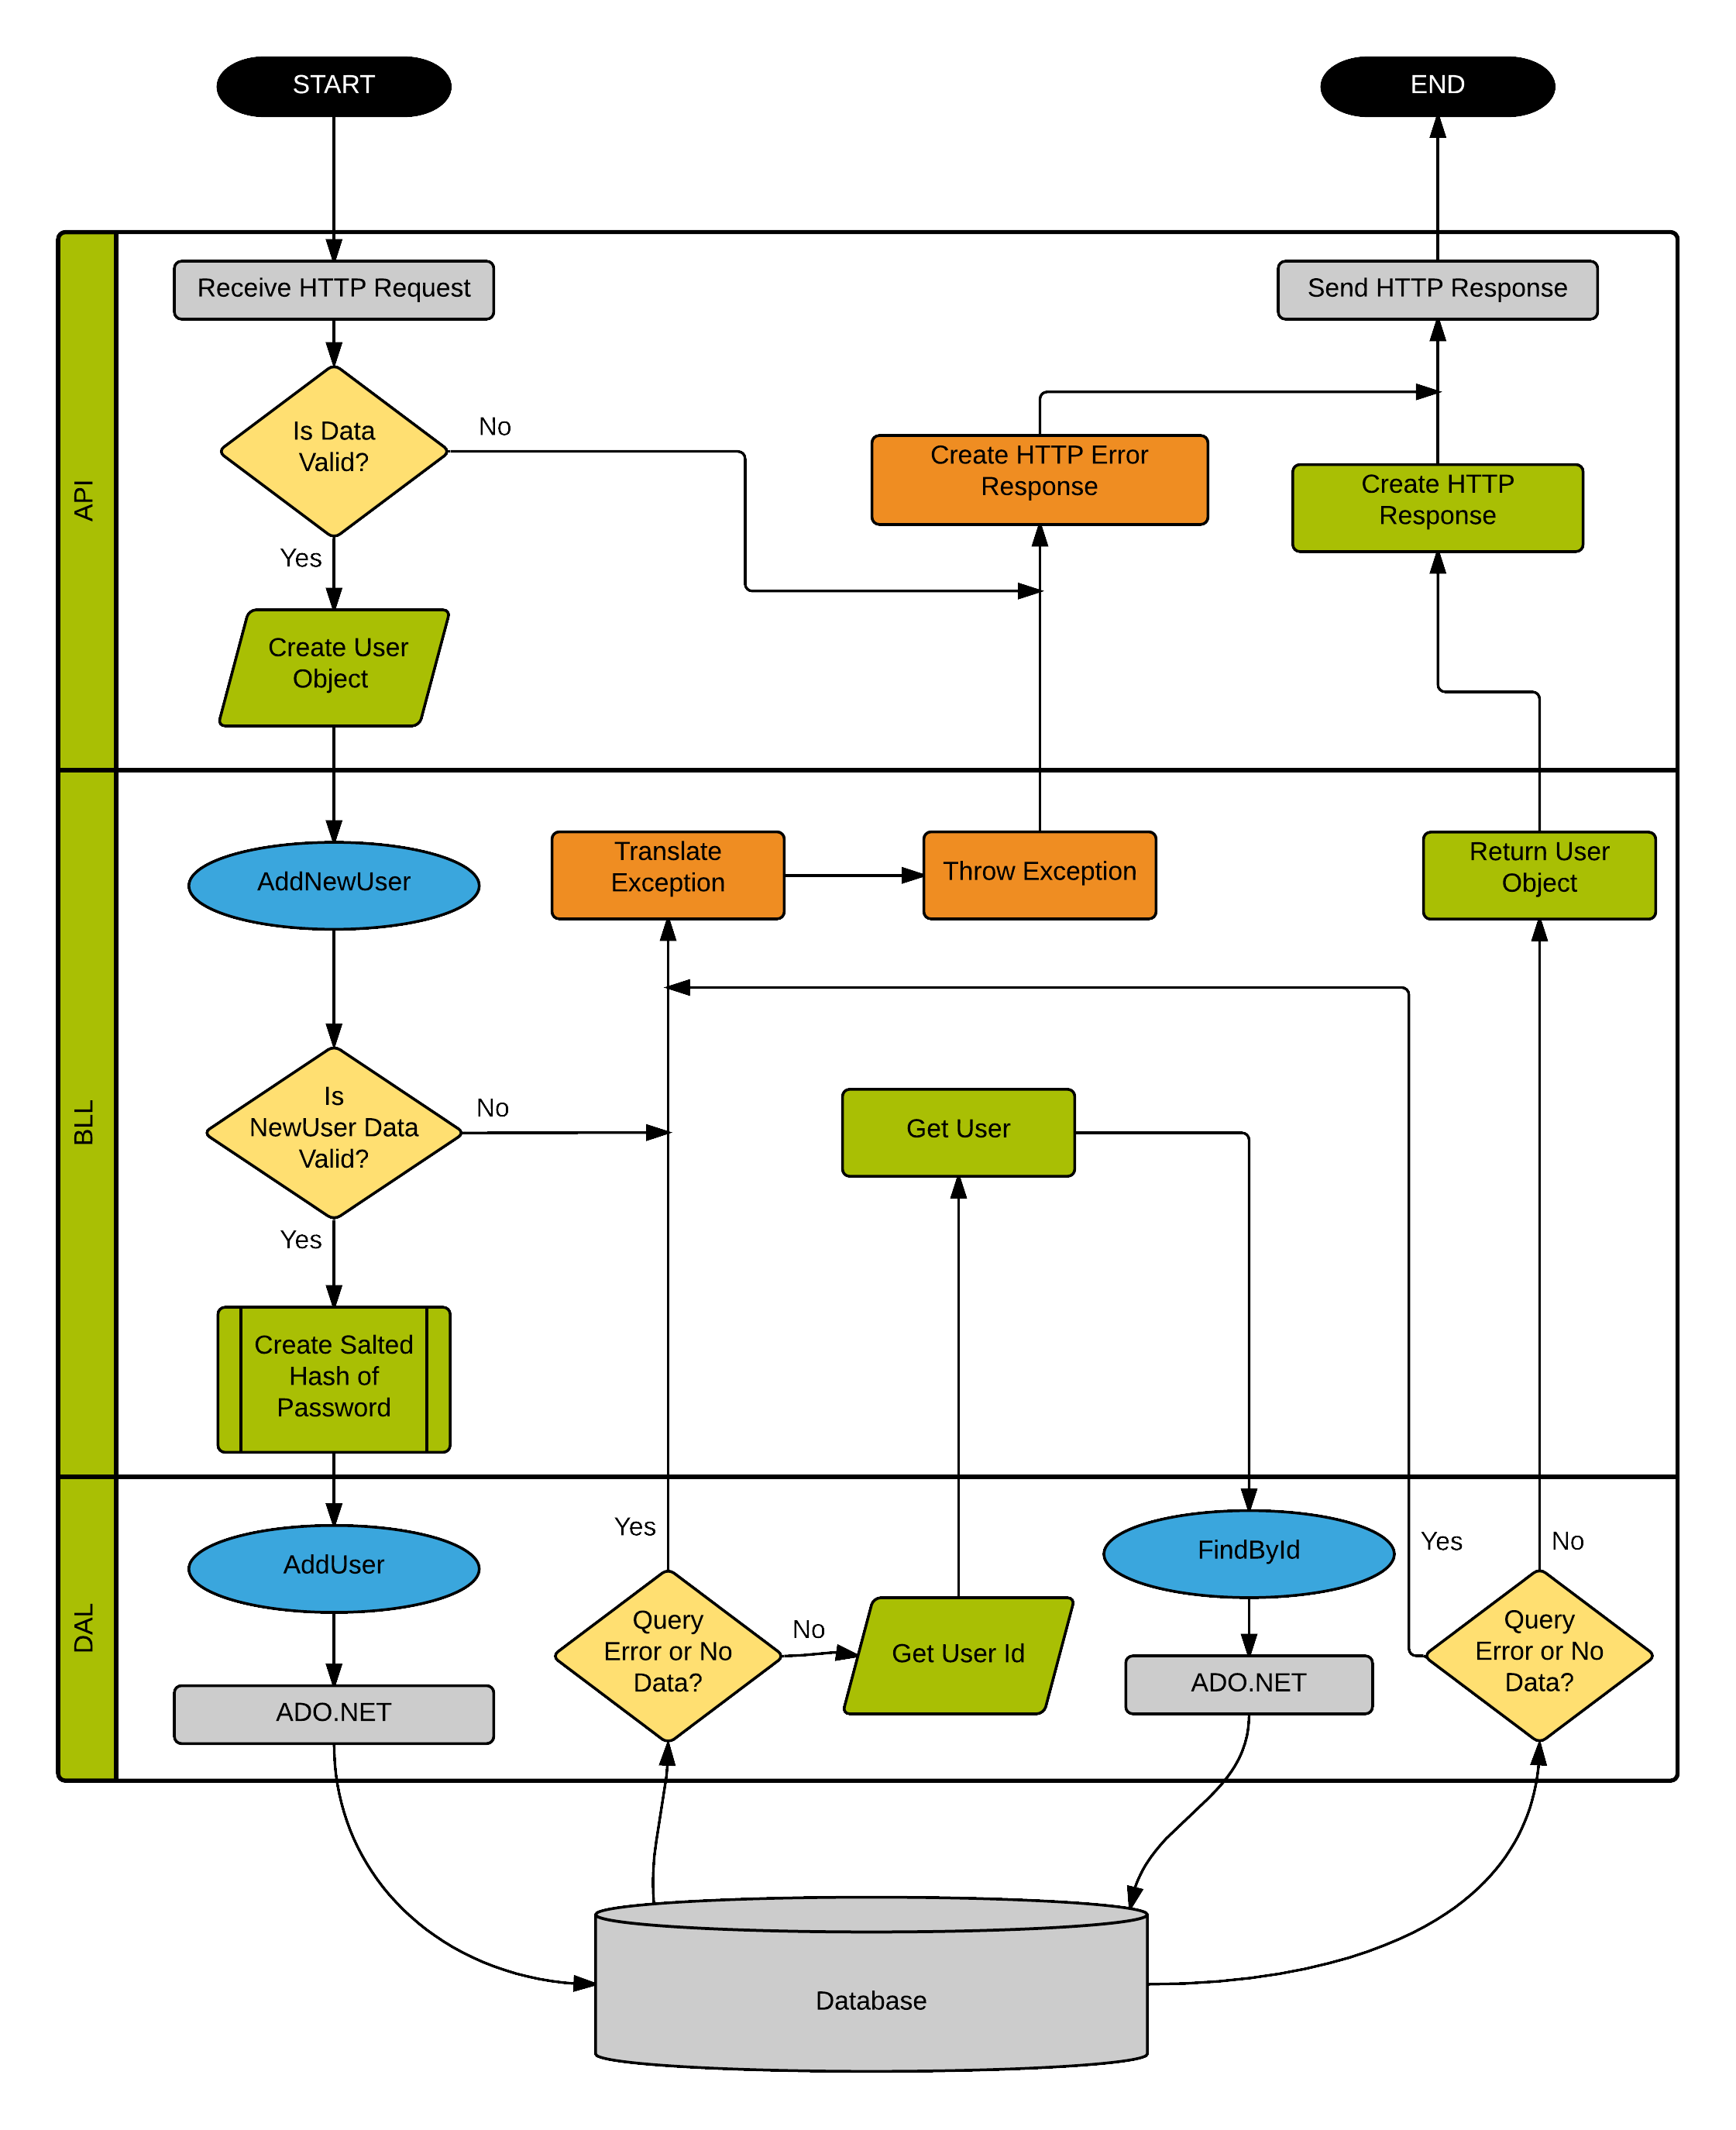 START
END
API
Receive HTTP Request
Send HTTP Response
Is Data
Valid?
No
Create HTTP Error
Response
Create HTTP
Response
Yes
Create User
Object
BLL
AddNewUser
Translate
Exception
Throw Exception
Return User
Object
Is
NewUser Data
Valid?
No
Get User
Yes
Create Salted
Hash of
Password
DAL
AddUser
Yes
FindById
Yes
No
Query
Error or No
Data?
No
Get User Id
Query
Error or No
Data?
ADO.NET
ADO.NET
Database